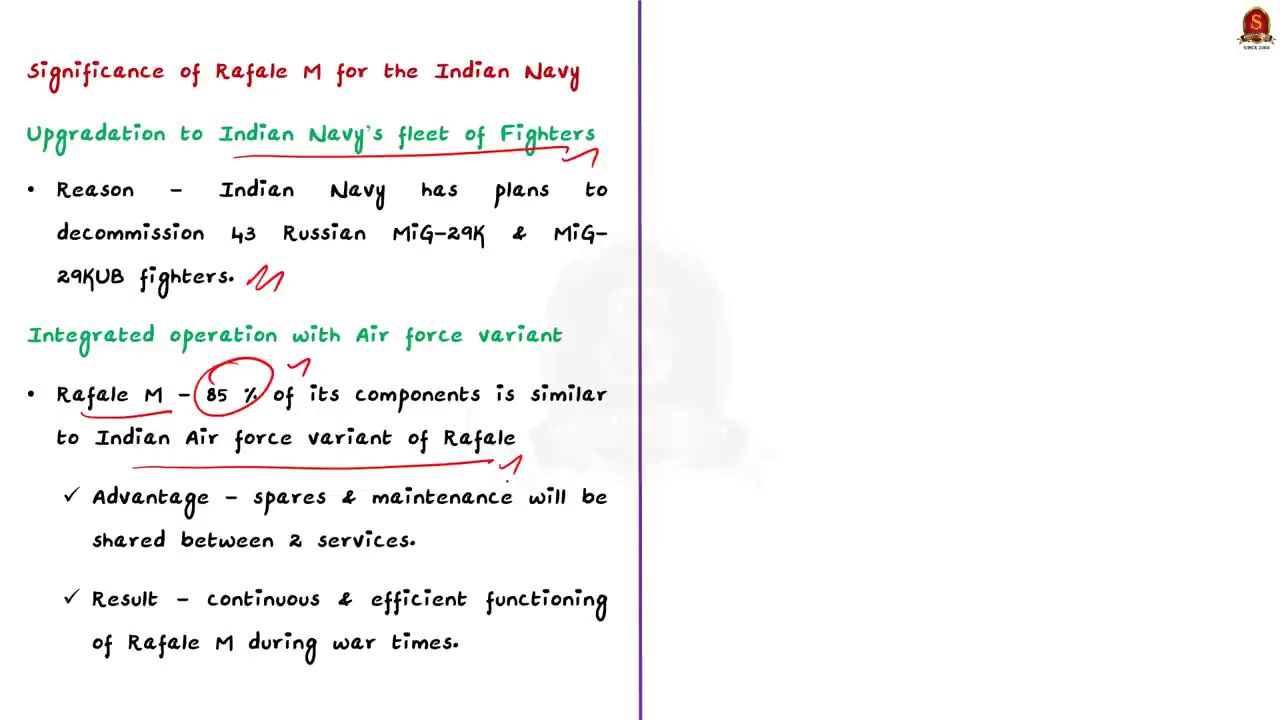 Significance of Rafale M for the Indian Navy
Upgradation to Indian Navy's fleet of Fighters
• Reason – Indian Navy has plans to
decommission 43 Russian MiG-29K & MiG-
29KUB fighters.
Integrated operation with Air force variant
• Rafale M – 85 % of its components is similar
to Indian Air force variant of Rafale
✓ Advantage – spares & maintenance will be
shared between 2 services.
✓ Result – continuous & efficient functioning
of Rafale M during war times.
S
SINCE 2004